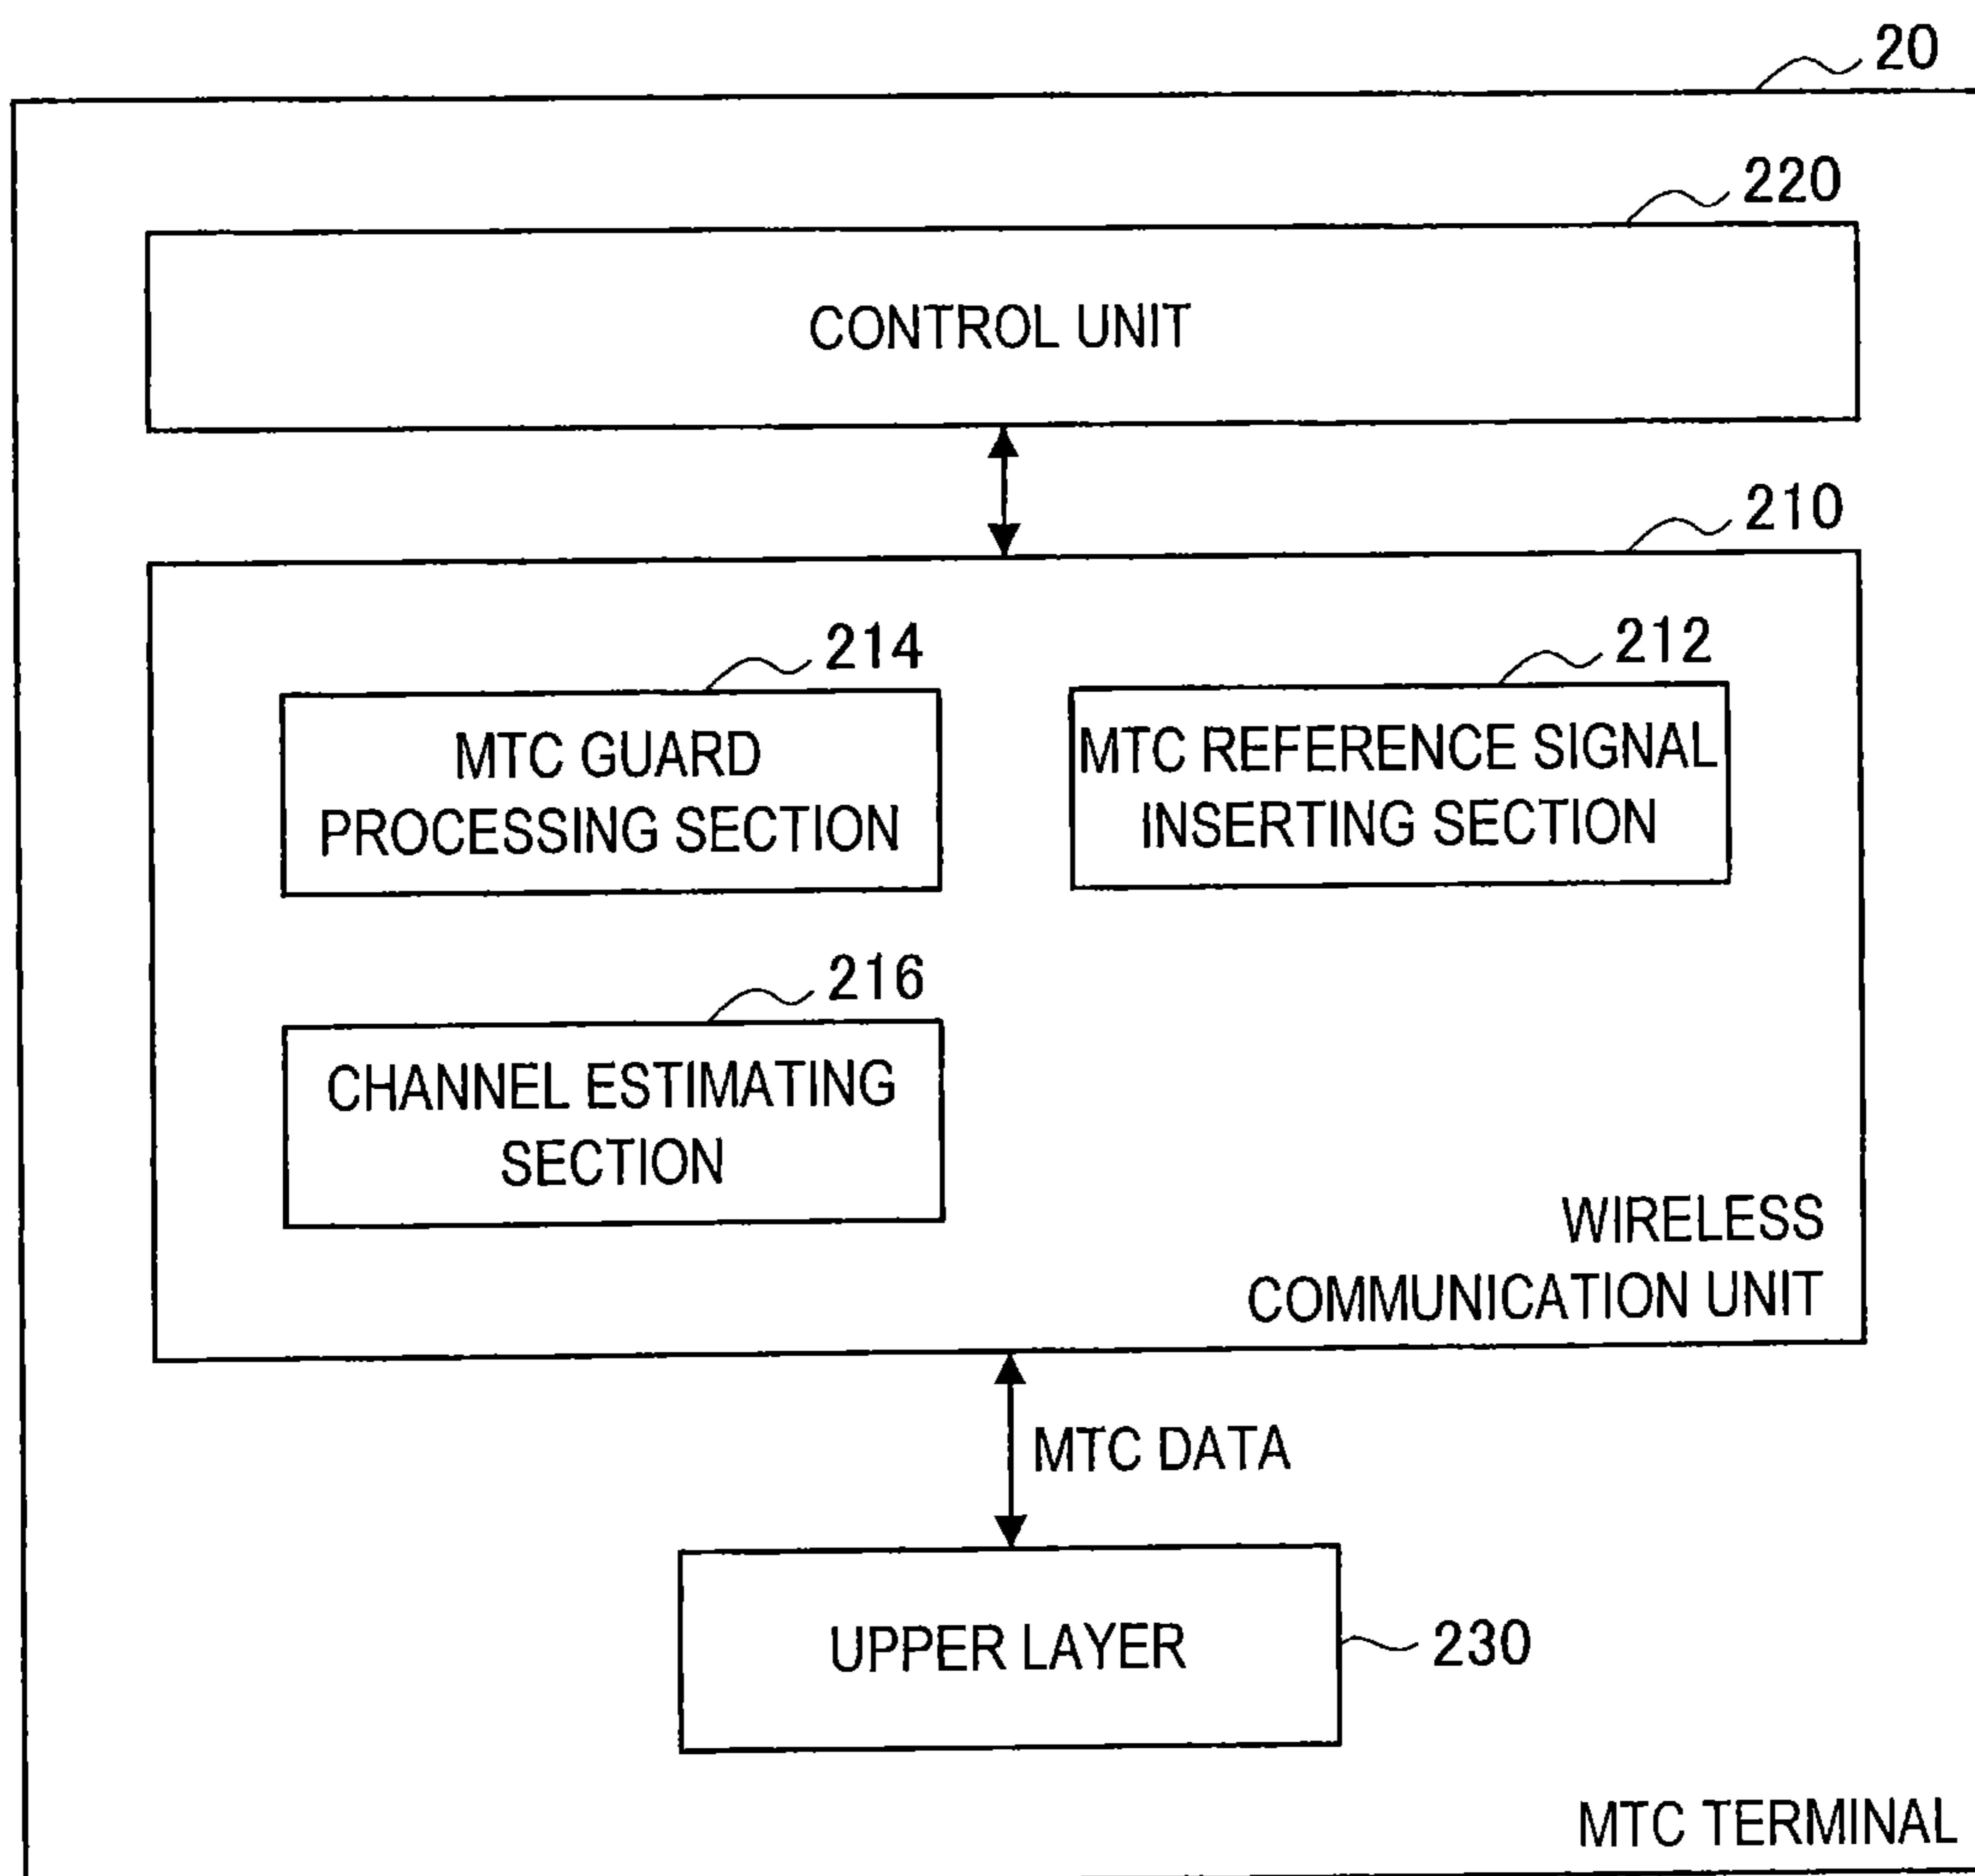 20
220
CONTROL UNIT
210
214
212
MTC GUARD
PROCESSING SECTION
MTC REFERENCE SIGNAL
INSERTING SECTION
216
CHANNEL ESTIMATING
SECTION
WIRELESS
COMMUNICATION UNIT
MTC DATA
UPPER LAYER
230
MTC TERMINAL